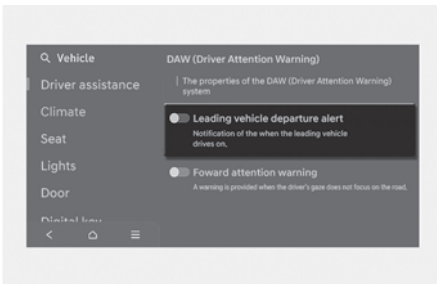 Vehicle
Driver assistance
Climate
Seat
Lights
Door
Digital key
DAW (Driver Attention Warning)
The properties of the DAW (Driver Attention Warning)
system
Leading vehicle departure alert
Notification of the when the leading vehicle
drives on,
Foward attention warning
A warning is provided when the driver's gaze does not focus on the road,